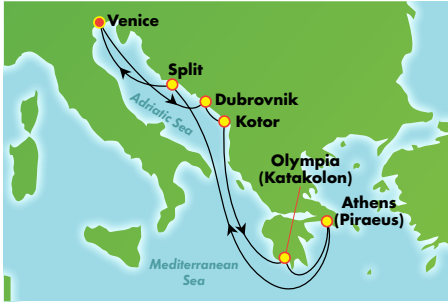 Venice
Split
Adriatic Sea
Dubrovnik
Kotor
Olympia
(Katakolon)
Athens
(Piraeus)
Mediterranean
Sea